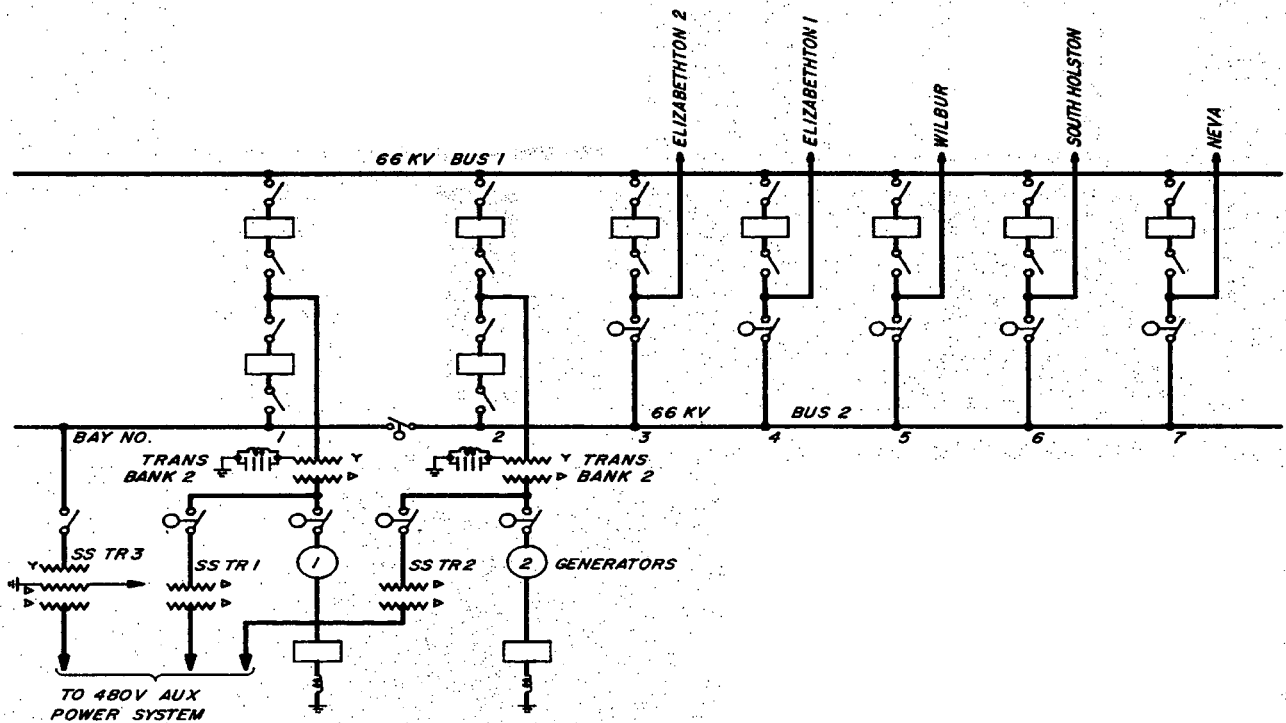 ELIZABETHTON 2
ELIZABETHTON 1
WILBUR
SOUTH HOLSTON
NEVA
66 KV BUS 1
66 KV BUS 2
BAY NO. 1 2 3 4 5 6 7
TRANS
BANK 2
Y
Y
TRANS
BANK 2
SS TR 3
Y
SS TR 1
1
SS TR 2
2
GENERATORS
TO 480V AUX
POWER SYSTEM